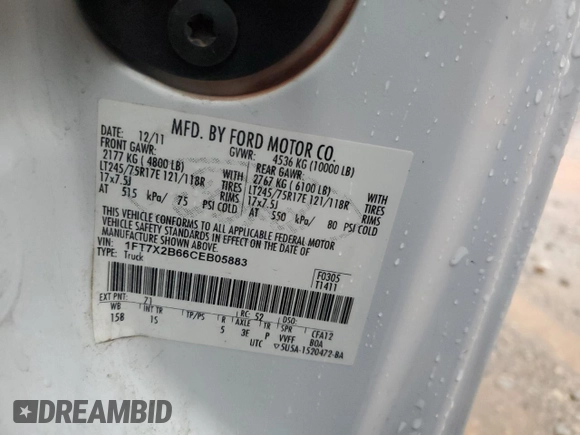 MFD. BY FORD MOTOR CO.
DATE: 12/11 GVWR: 4536 KG (10000 LB)
FRONT GAWR: REAR GAWR:
2177 KG ( 4800 LB) WITH 2767 KG ( 6100 LB) WITH
LT245/75R17E 121/118R TIRES LT245/75R17E 121/118R TIRES
17x7.5J RIMS 17x7.5J RIMS
AT 515 kPa/ 75 PSI COLD AT 550 kPa/ 80 PSI COLD
THIS VEHICLE CONFORMS TO ALL APPLICABLE FEDERAL MOTOR
VEHICLE SAFETY STANDARDS IN EFFECT ON THE DATE OF
MANUFACTURE SHOWN ABOVE.
VIN: 1FT7X2B66CEB05883
TYPE: Truck
F0305
T1411
EXT PNT: Z1 RC: 52 DSO:
WB INT TR TP/PS R AXLE TR SPR CFA12
158 1S 5 3E P VVFF BOA
UTC 5U5A-1520472-BA
DREAMBID